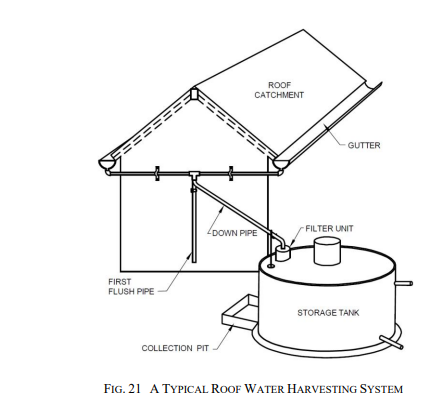 ROOF
CATCHMENT
GUTTER
DOWN PIPE
FILTER UNIT
FIRST
FLUSH PIPE
STORAGE TANK
COLLECTION PIT
FIG. 21 A TYPICAL ROOF WATER HARVESTING SYSTEM